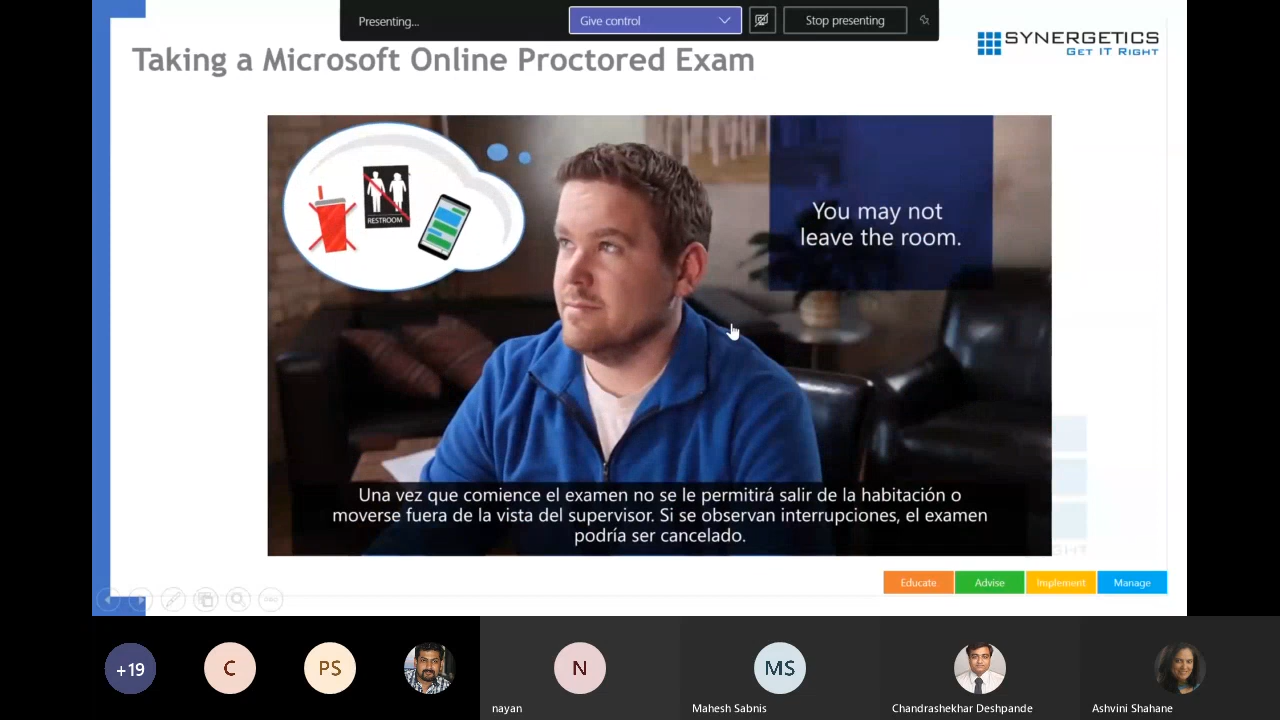 Presenting...
Give control
Stop presenting
Taking a Microsoft Online Proctored Exam
SYNERGETICS
GET IT RIGHT
RESTROOM
You may not
leave the room.
Una vez que comience el examen no se le permitirá salir de la habitación o
moverse fuera de la vista del supervisor. Si se observan interrupciones, el examen
podría ser cancelado.
Educate
Advise
Implement
Manage
+19
C
PS
N
MS
nayan
Mahesh Sabnis
Chandrashekhar Deshpande
Ashvini Shahane